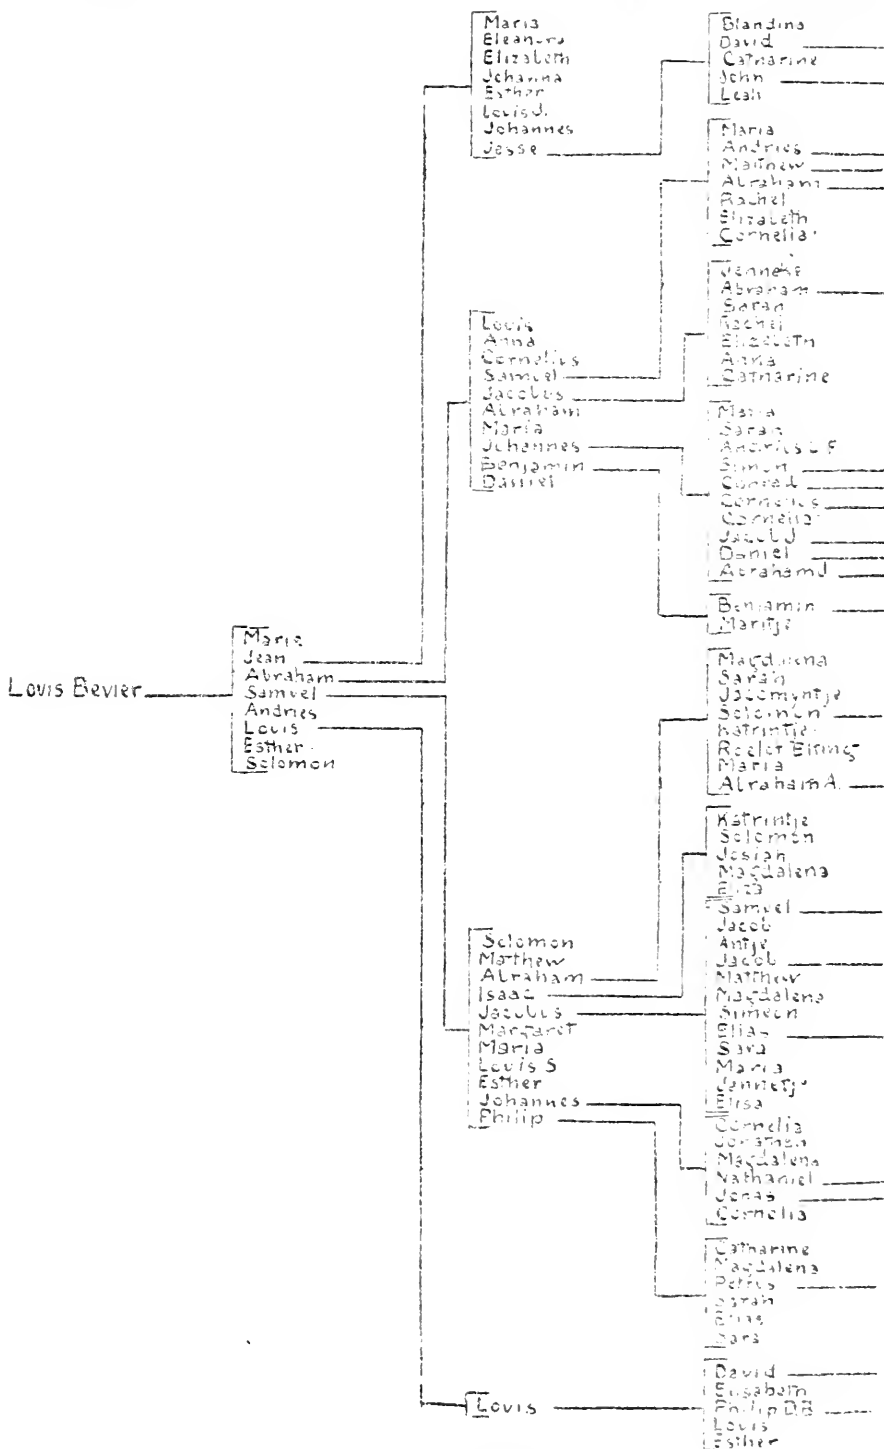 Louis Bevier
Marie
Jean
Abraham
Samuel
Andries
Louis
Esther
Solomon
Maria
Eleanora
Elizabeth
Johanna
Esther
Louis J.
Johannes
Jesse
Louis
Anna
Cornelius
Samuel
Jacobus
Abraham
Maria
Johannes
Benjamin
Daniel
Solomon
Matthew
Abraham
Isaac
Jacobus
Margaret
Maria
Louis S
Esther
Johannes
Philip
Louis
Blandina
David
Catharine
John
Leah
Maria
Andries
Matthew
Abraham
Rachel
Elizabeth
Cornelia
Jenneke
Abraham
Sarah
Rachel
Elizabeth
Anna
Catharine
Maria
Sarah
Simon
Conrad
Cornelius
Cornelia
Jacob J
Daniel
Abraham J
Benjamin
Maritje
Magdalena
Sarah
Jacomyntje
Solomon
Katrintje
Roelof Elting
Maria
Abraham A.
Katrintje
Solomon
Josiah
Magdalena
Eliza
Samuel
Jacob
Antje
Jacob
Matthew
Magdalena
Simeon
Elias
Sara
Maria
Jennetje
Elisa
Cornelia
Jonathan
Magdalena
Nathaniel
Jonas
Cornelia
Catharine
Magdalena
Petrus
Sarah
Elias
Sara
David
Elisabeth
Philip D.B
Louis
Esther